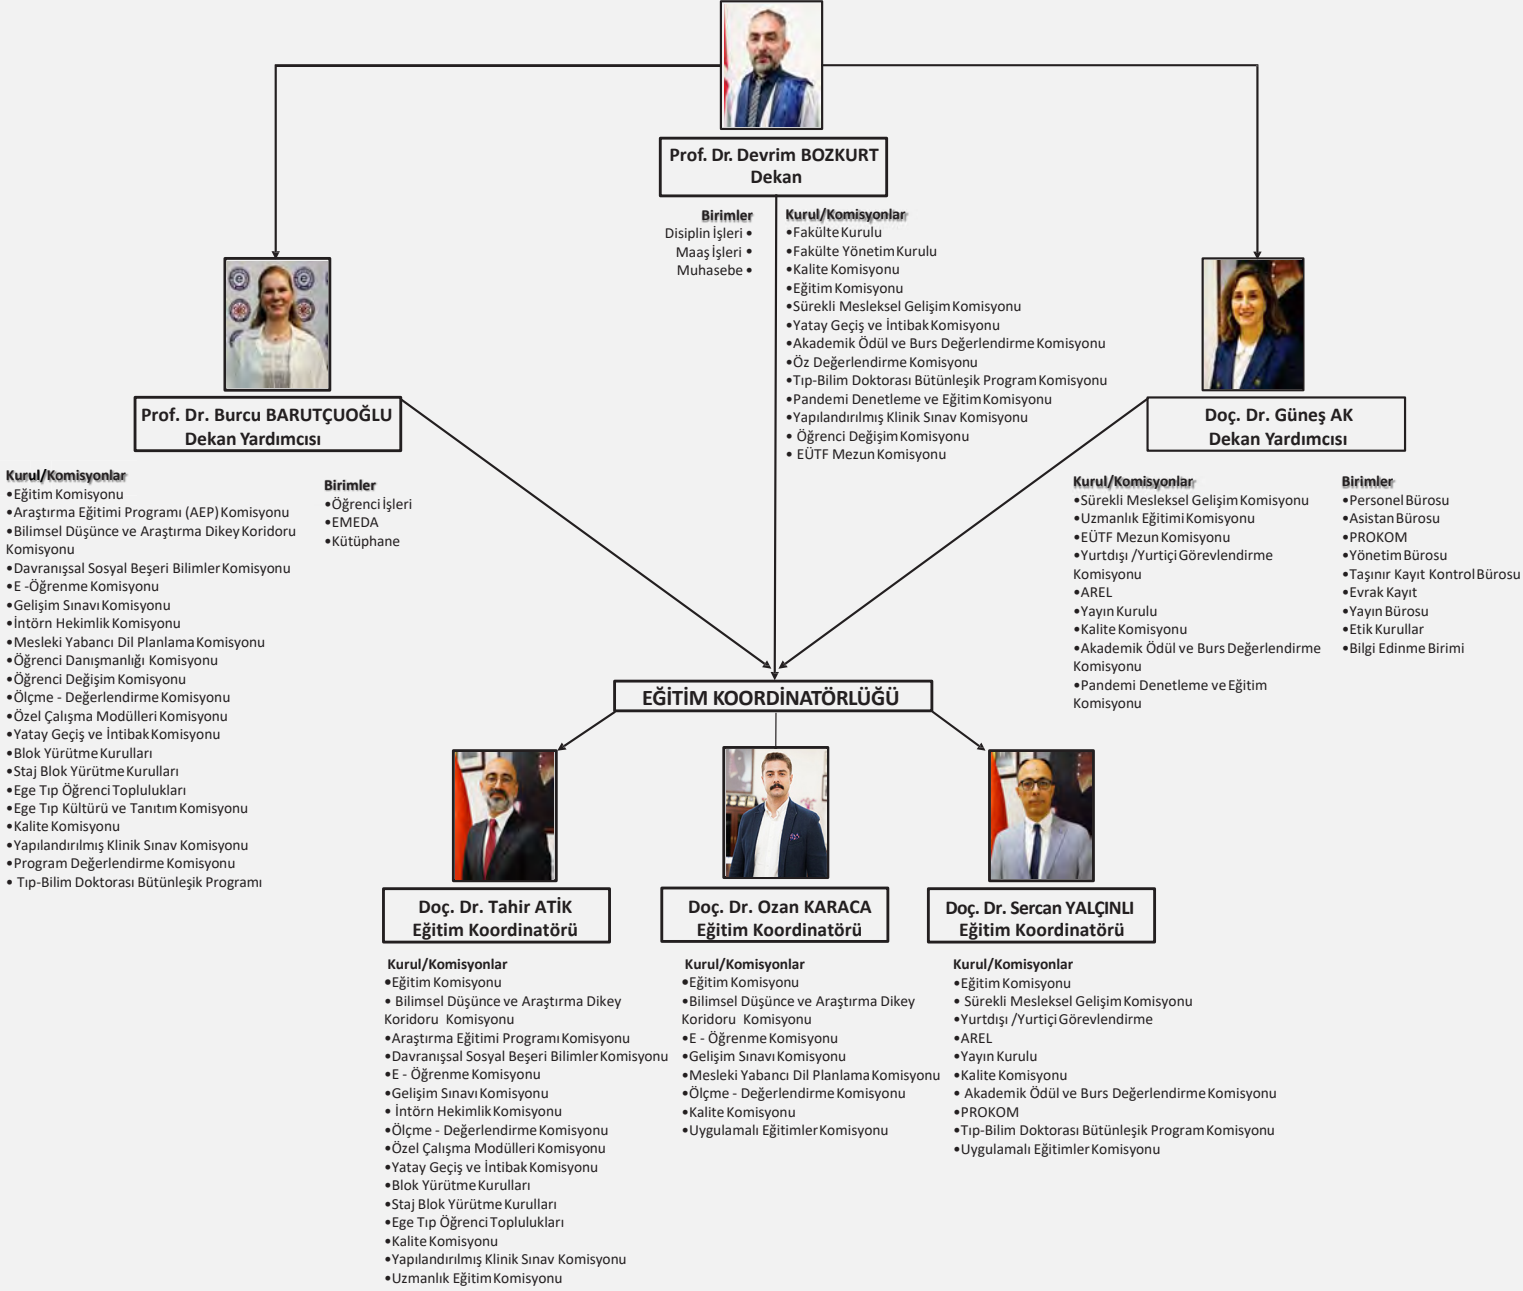 Prof. Dr. Devrim BOZKURT
Dekan
Birimler
Disiplin İşleri •
Maaş İşleri •
Muhasebe •
Kurul/Komisyonlar
•Fakülte Kurulu
•Fakülte Yönetim Kurulu
•Kalite Komisyonu
•Eğitim Komisyonu
•Sürekli Mesleksel Gelişim Komisyonu
•Yatay Geçiş ve İntibak Komisyonu
•Akademik Ödül ve Burs Değerlendirme Komisyonu
•Öz Değerlendirme Komisyonu
•Tıp-Bilim Doktorası Bütünleşik Program Komisyonu
•Pandemi Denetleme ve Eğitim Komisyonu
•Yapılandırılmış Klinik Sınav Komisyonu
• Öğrenci Değişim Komisyonu
• EÜTF Mezun Komisyonu
Prof. Dr. Burcu BARUTÇUOĞLU
Dekan Yardımcısı
Kurul/Komisyonlar
•Eğitim Komisyonu
•Araştırma Eğitimi Programı (AEP) Komisyonu
•Bilimsel Düşünce ve Araştırma Dikey Koridoru
Komisyonu
•Davranışsal Sosyal Beşeri Bilimler Komisyonu
•E -Öğrenme Komisyonu
•Gelişim Sınavı Komisyonu
•İntörn Hekimlik Komisyonu
•Mesleki Yabancı Dil Planlama Komisyonu
•Öğrenci Danışmanlığı Komisyonu
•Öğrenci Değişim Komisyonu
•Ölçme - Değerlendirme Komisyonu
•Özel Çalışma Modülleri Komisyonu
•Yatay Geçiş ve İntibak Komisyonu
•Blok Yürütme Kurulları
•Staj Blok Yürütme Kurulları
•Ege Tıp Öğrenci Toplulukları
•Ege Tıp Kültürü ve Tanıtım Komisyonu
•Kalite Komisyonu
•Yapılandırılmış Klinik Sınav Komisyonu
•Program Değerlendirme Komisyonu
• Tıp-Bilim Doktorası Bütünleşik Programı
Birimler
•Öğrenci İşleri
•EMEDA
•Kütüphane
Doç. Dr. Güneş AK
Dekan Yardımcısı
Kurul/Komisyonlar
•Sürekli Mesleksel Gelişim Komisyonu
•Uzmanlık Eğitimi Komisyonu
•EÜTF Mezun Komisyonu
•Yurtdışı /Yurtiçi Görevlendirme
Komisyonu
•AREL
•Yayın Kurulu
•Kalite Komisyonu
•Akademik Ödül ve Burs Değerlendirme
Komisyonu
•Pandemi Denetleme ve Eğitim
Komisyonu
Birimler
•Personel Bürosu
•Asistan Bürosu
•PROKOM
•Yönetim Bürosu
•Taşınır Kayıt Kontrol Bürosu
•Evrak Kayıt
•Yayın Bürosu
•Etik Kurullar
•Bilgi Edinme Birimi
EĞİTİM KOORDİNATÖRLÜĞÜ
Doç. Dr. Tahir ATİK
Eğitim Koordinatörü
Kurul/Komisyonlar
•Eğitim Komisyonu
• Bilimsel Düşünce ve Araştırma Dikey
Koridoru Komisyonu
•Araştırma Eğitimi Programı Komisyonu
•Davranışsal Sosyal Beşeri Bilimler Komisyonu
•E - Öğrenme Komisyonu
•Gelişim Sınavı Komisyonu
• İntörn Hekimlik Komisyonu
•Ölçme - Değerlendirme Komisyonu
•Özel Çalışma Modülleri Komisyonu
•Yatay Geçiş ve İntibak Komisyonu
•Blok Yürütme Kurulları
•Staj Blok Yürütme Kurulları
•Ege Tıp Öğrenci Toplulukları
•Kalite Komisyonu
•Yapılandırılmış Klinik Sınav Komisyonu
•Uzmanlık Eğitim Komisyonu
Doç. Dr. Ozan KARACA
Eğitim Koordinatörü
Kurul/Komisyonlar
•Eğitim Komisyonu
•Bilimsel Düşünce ve Araştırma Dikey
Koridoru Komisyonu
•E - Öğrenme Komisyonu
•Gelişim Sınavı Komisyonu
•Mesleki Yabancı Dil Planlama Komisyonu
•Ölçme - Değerlendirme Komisyonu
•Kalite Komisyonu
•Uygulamalı Eğitimler Komisyonu
Doç. Dr. Sercan YALÇINLI
Eğitim Koordinatörü
Kurul/Komisyonlar
•Eğitim Komisyonu
• Sürekli Mesleksel Gelişim Komisyonu
•Yurtdışı /Yurtiçi Görevlendirme
•AREL
•Yayın Kurulu
•Kalite Komisyonu
• Akademik Ödül ve Burs Değerlendirme Komisyonu
•PROKOM
•Tıp-Bilim Doktorası Bütünleşik Program Komisyonu
•Uygulamalı Eğitimler Komisyonu